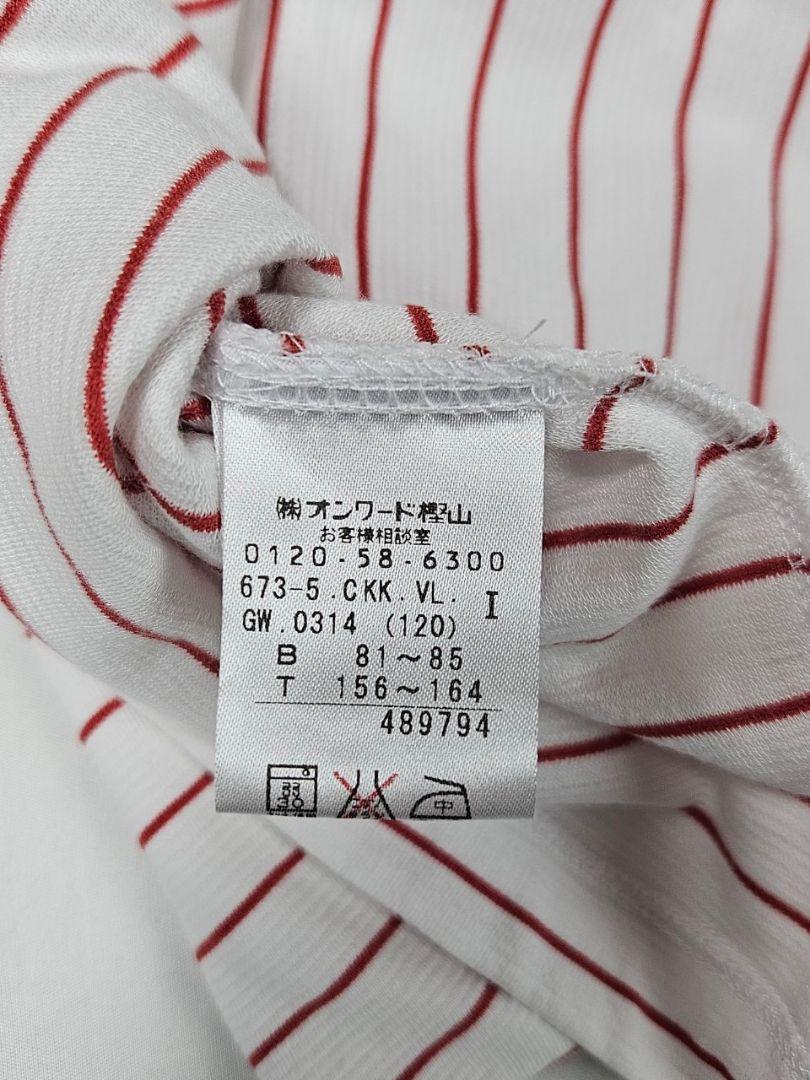 ㈱オンワード樫山
お客様相談室
0120-58-6300
673-5.CKK.VL. I
GW.0314 (120)
B 81～85
T 156～164
489794
30
中